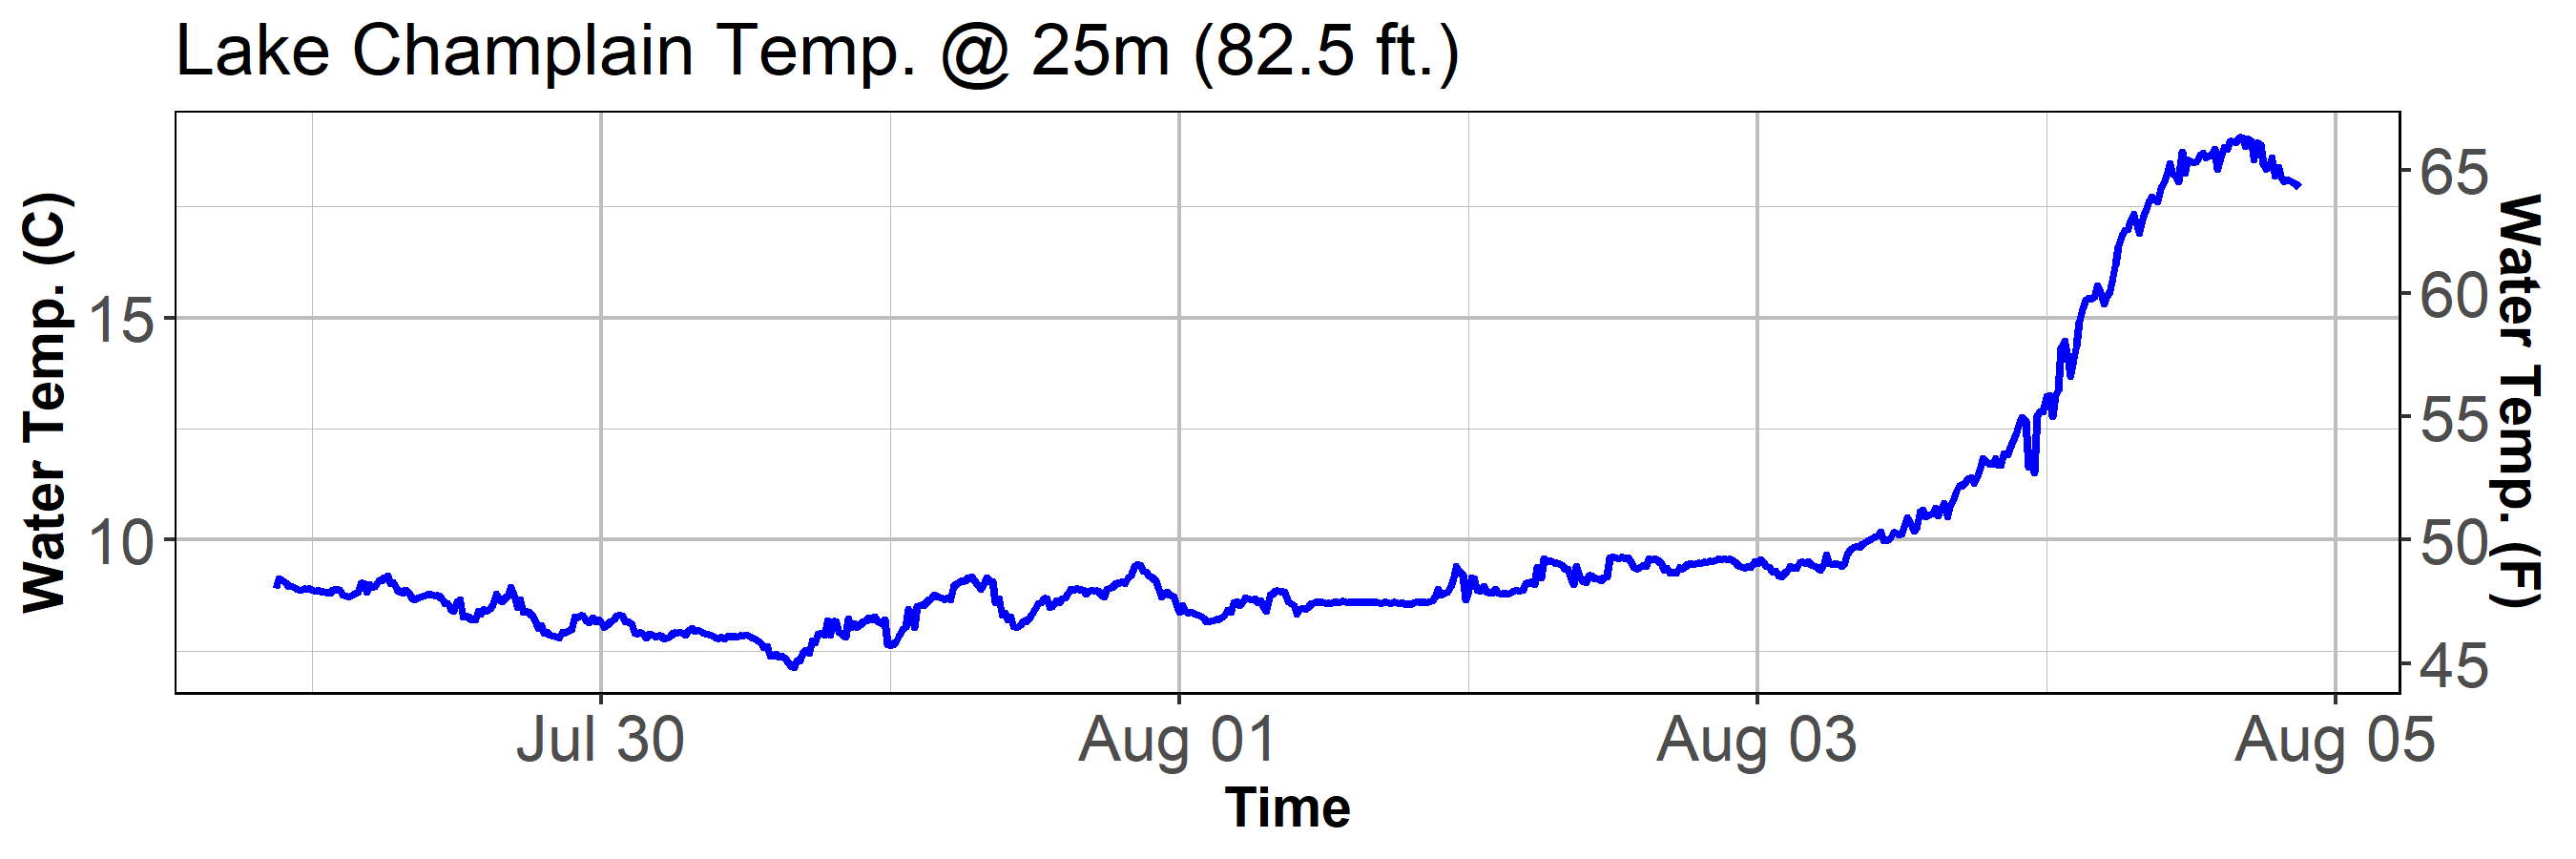 Lake Champlain Temp. @ 25m (82.5 ft.)
Water Temp. (C)
15
10
65
60
55
50
45
Water Temp. (F)
Jul 30
Aug 01
Aug 03
Aug 05
Time